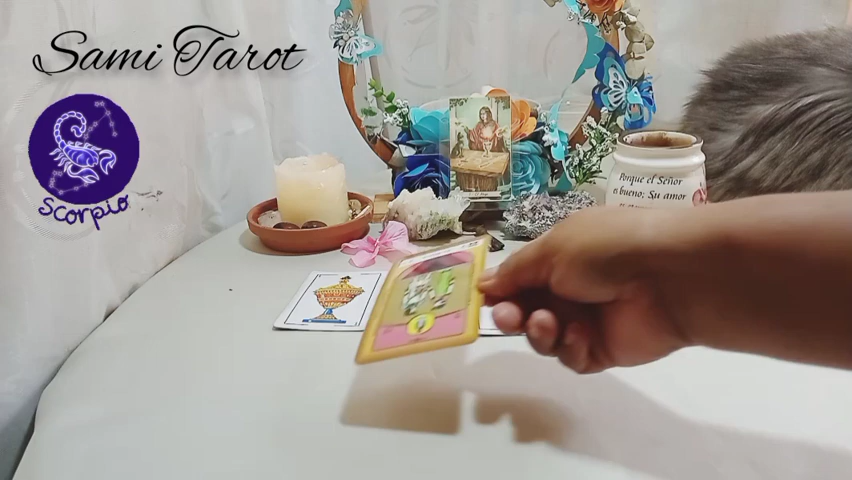 Sami Tarot
Scorpio
Porque el Señor
es bueno; Su amor